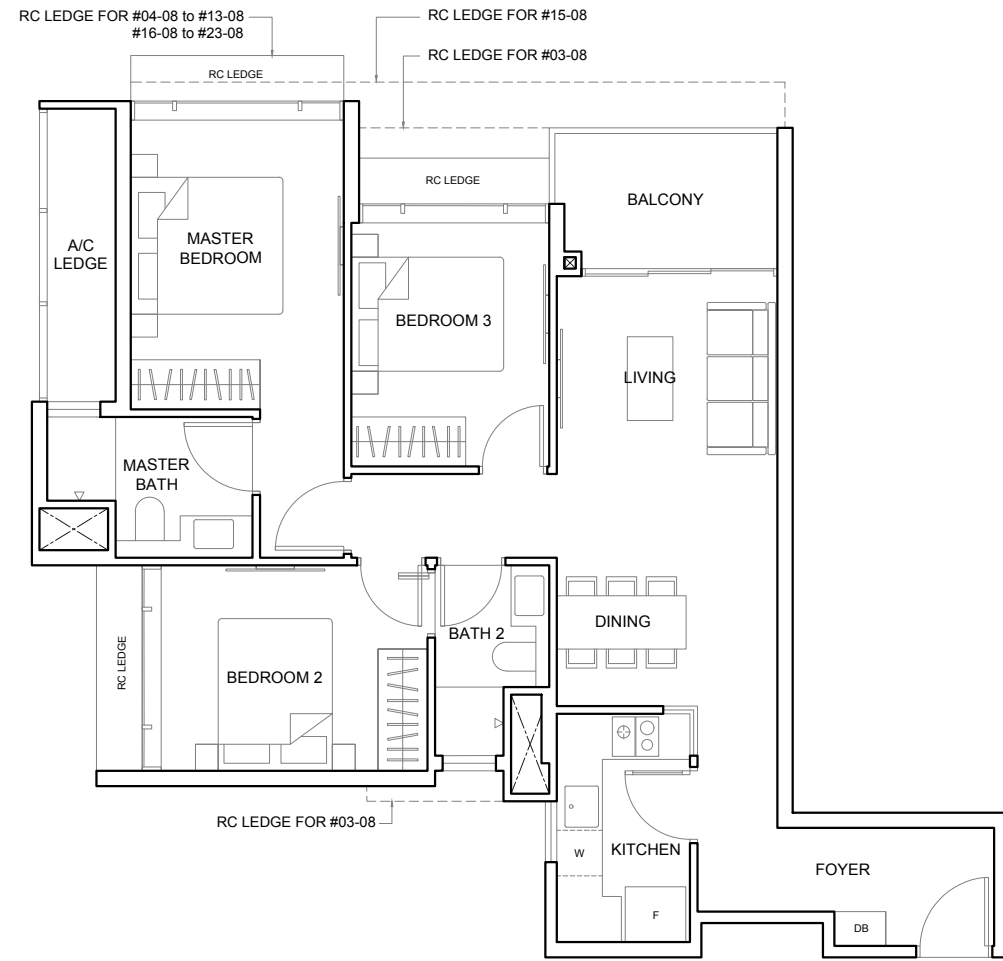 RC LEDGE FOR #04-08 to #13-08
#16-08 to #23-08
RC LEDGE FOR #15-08
RC LEDGE FOR #03-08
RC LEDGE
RC LEDGE
BALCONY
A/C
LEDGE
MASTER
BEDROOM
BEDROOM 3
LIVING
MASTER
BATH
DINING
BATH 2
RC LEDGE
BEDROOM 2
RC LEDGE FOR #03-08
W
KITCHEN
FOYER
F
DB